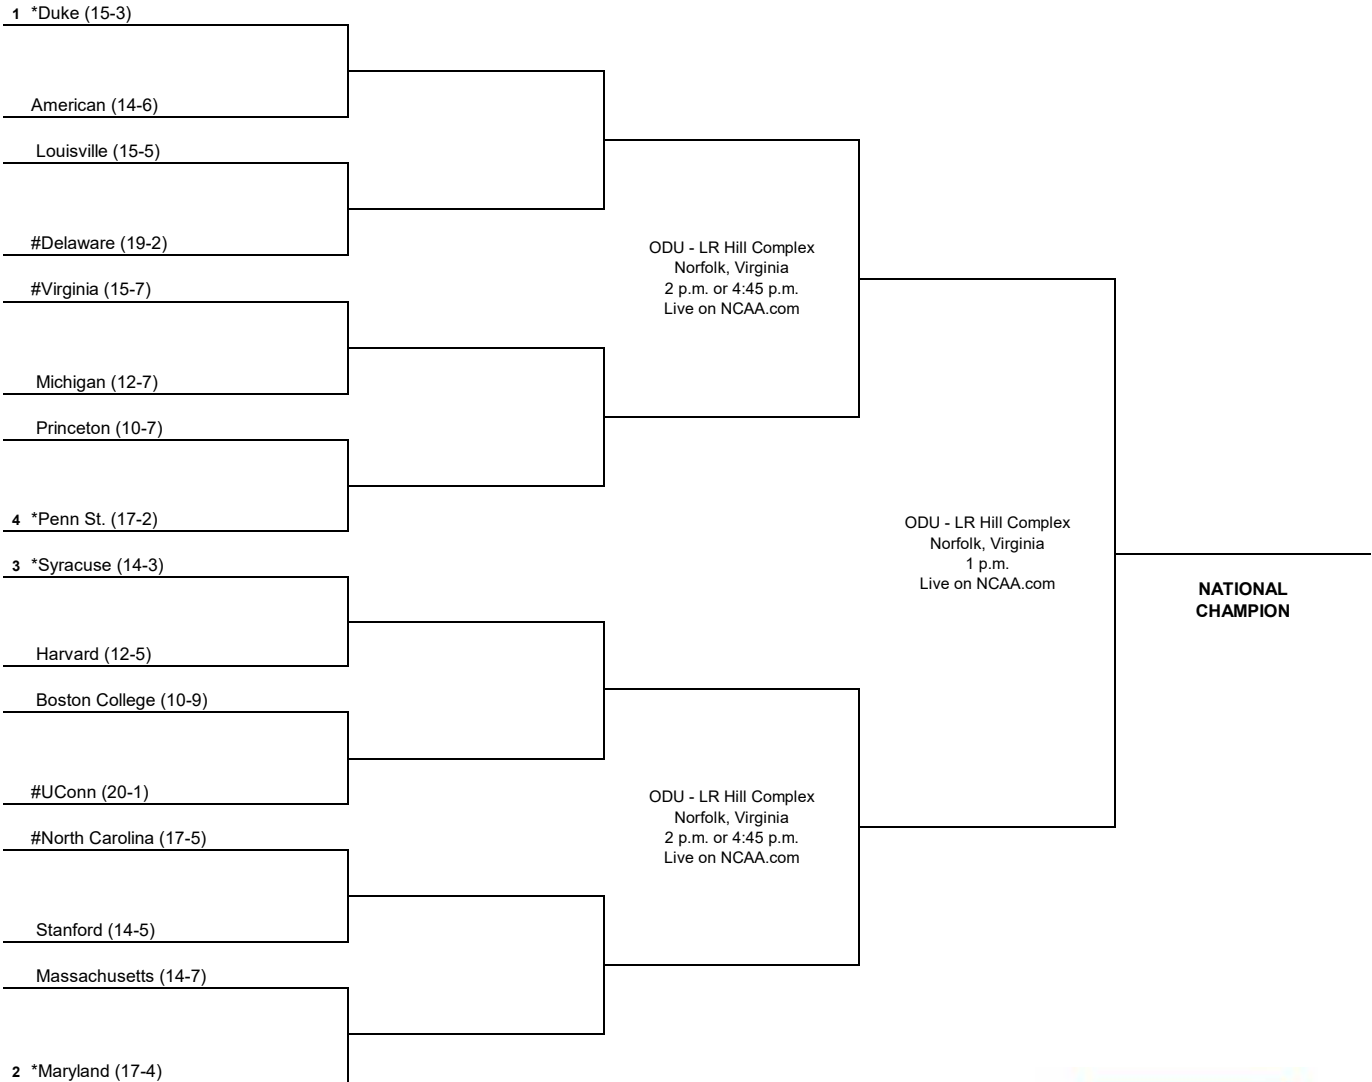 1 *Duke (15-3)
American (14-6)
Louisville (15-5)
#Delaware (19-2)
ODU - LR Hill Complex
Norfolk, Virginia
2 p.m. or 4:45 p.m.
Live on NCAA.com
#Virginia (15-7)
Michigan (12-7)
Princeton (10-7)
4 *Penn St. (17-2)
ODU - LR Hill Complex
Norfolk, Virginia
1 p.m.
Live on NCAA.com
3 *Syracuse (14-3)
NATIONAL
CHAMPION
Harvard (12-5)
Boston College (10-9)
#UConn (20-1)
ODU - LR Hill Complex
Norfolk, Virginia
2 p.m. or 4:45 p.m.
Live on NCAA.com
#North Carolina (17-5)
Stanford (14-5)
Massachusetts (14-7)
2 *Maryland (17-4)